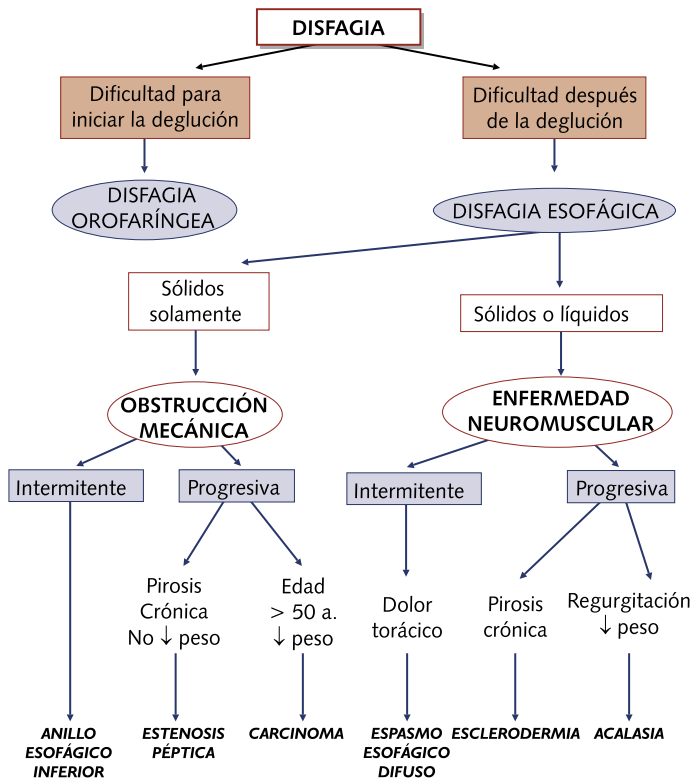 DISFAGIA
Dificultad para
iniciar la deglución
Dificultad después
de la deglución
DISFAGIA
OROFARÍNGEA
DISFAGIA ESOFÁGICA
Sólidos
solamente
Sólidos o líquidos
OBSTRUCCIÓN
MECÁNICA
ENFERMEDAD
NEUROMUSCULAR
Intermitente
Progresiva
Intermitente
Progresiva
Pirosis
Crónica
No ↓ peso
Edad
> 50 a.
↓ peso
Dolor
torácico
Pirosis
crónica
Regurgitación
↓ peso
ANILLO
ESOFÁGICO
INFERIOR
ESTENOSIS
PÉPTICA
CARCINOMA
ESPASMO
ESOFÁGICO
DIFUSO
ESCLERODERMIA
ACALASIA